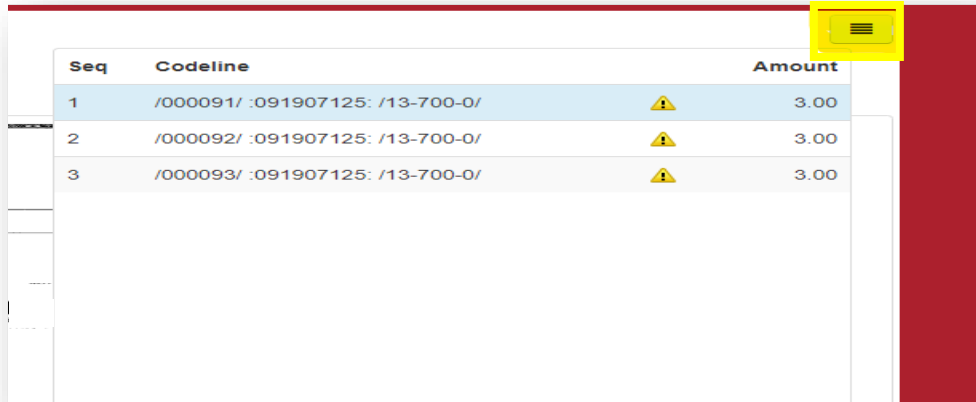 Seq Codeline Amount
1 /000091/ :091907125: /13-700-0/ 3.00
2 /000092/ :091907125: /13-700-0/ 3.00
3 /000093/ :091907125: /13-700-0/ 3.00